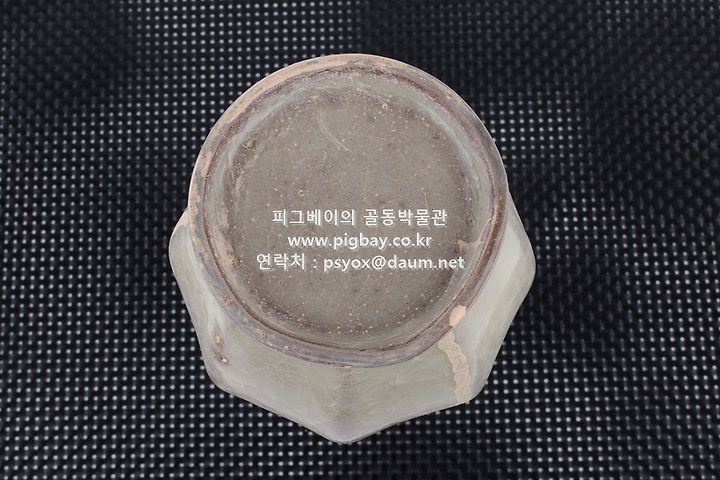 피그베이의 골동박물관
www.pigbay.co.kr
연락처 : psyox@daum.net